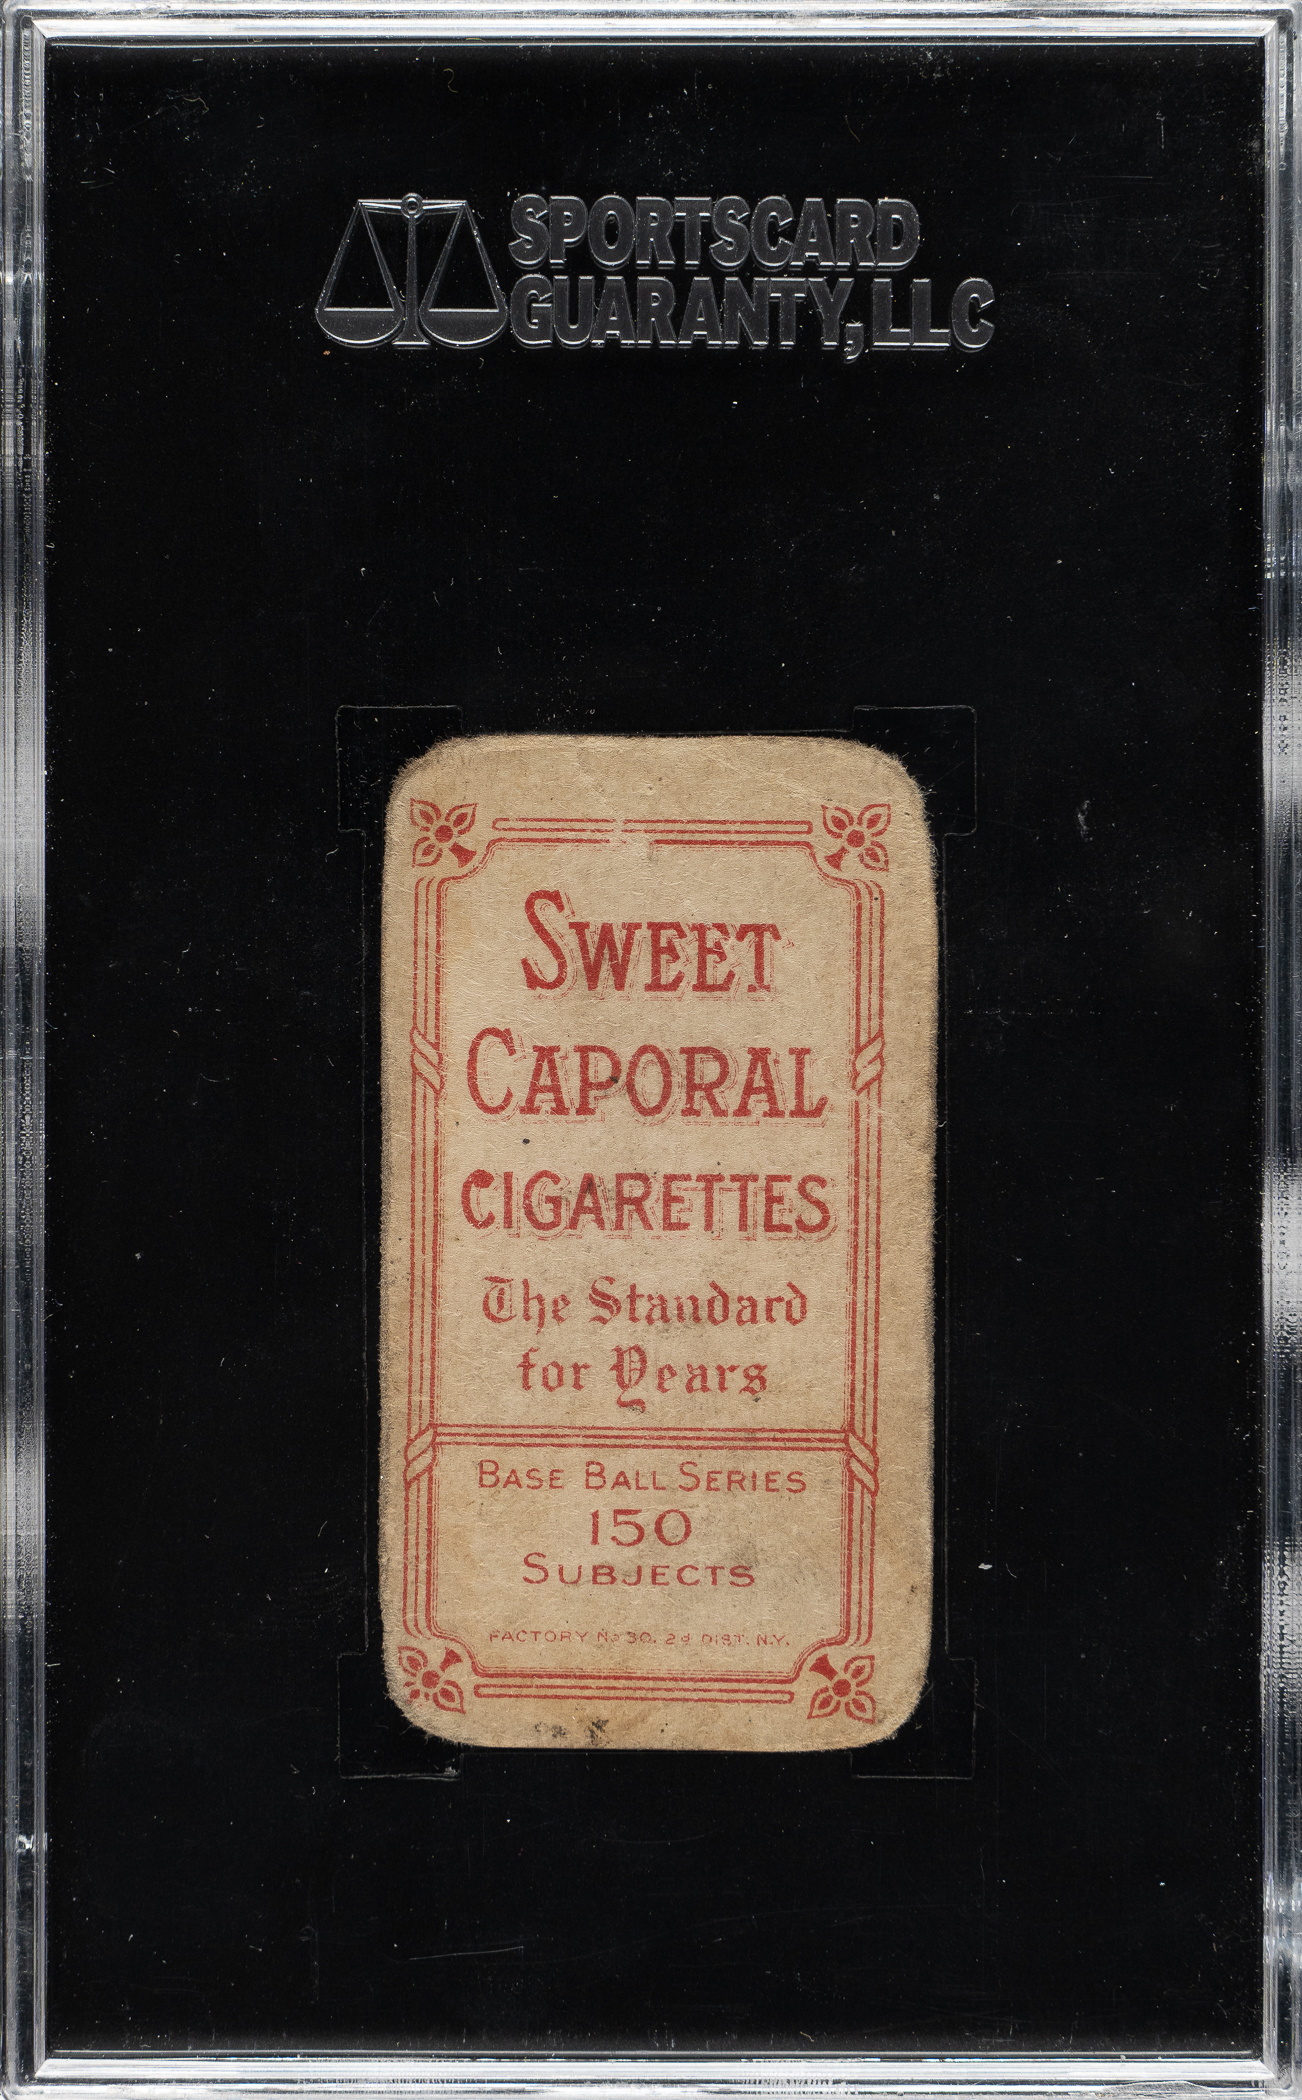 SPORTSCARD
GUARANTY, LLC
SWEET
CAPORAL
CIGARETTES
The Standard
for Years
BASE BALL SERIES
150
SUBJECTS
FACTORY No 30. 2d DIST. N.Y.